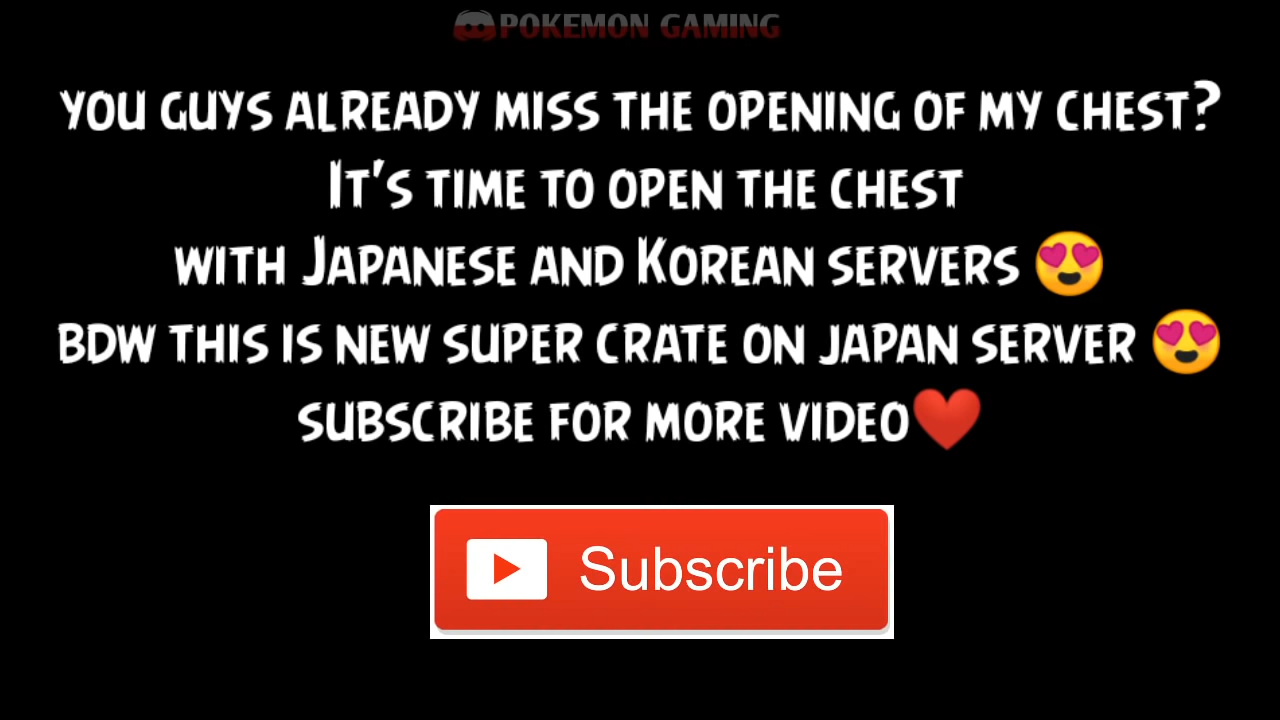 POKEMON GAMING
YOU GUYS ALREADY MISS THE OPENING OF MY CHEST?
IT'S TIME TO OPEN THE CHEST
WITH JAPANESE AND KOREAN SERVERS 😍
BDW THIS IS NEW SUPER CRATE ON JAPAN SERVER 😍
SUBSCRIBE FOR MORE VIDEO❤️
Subscribe